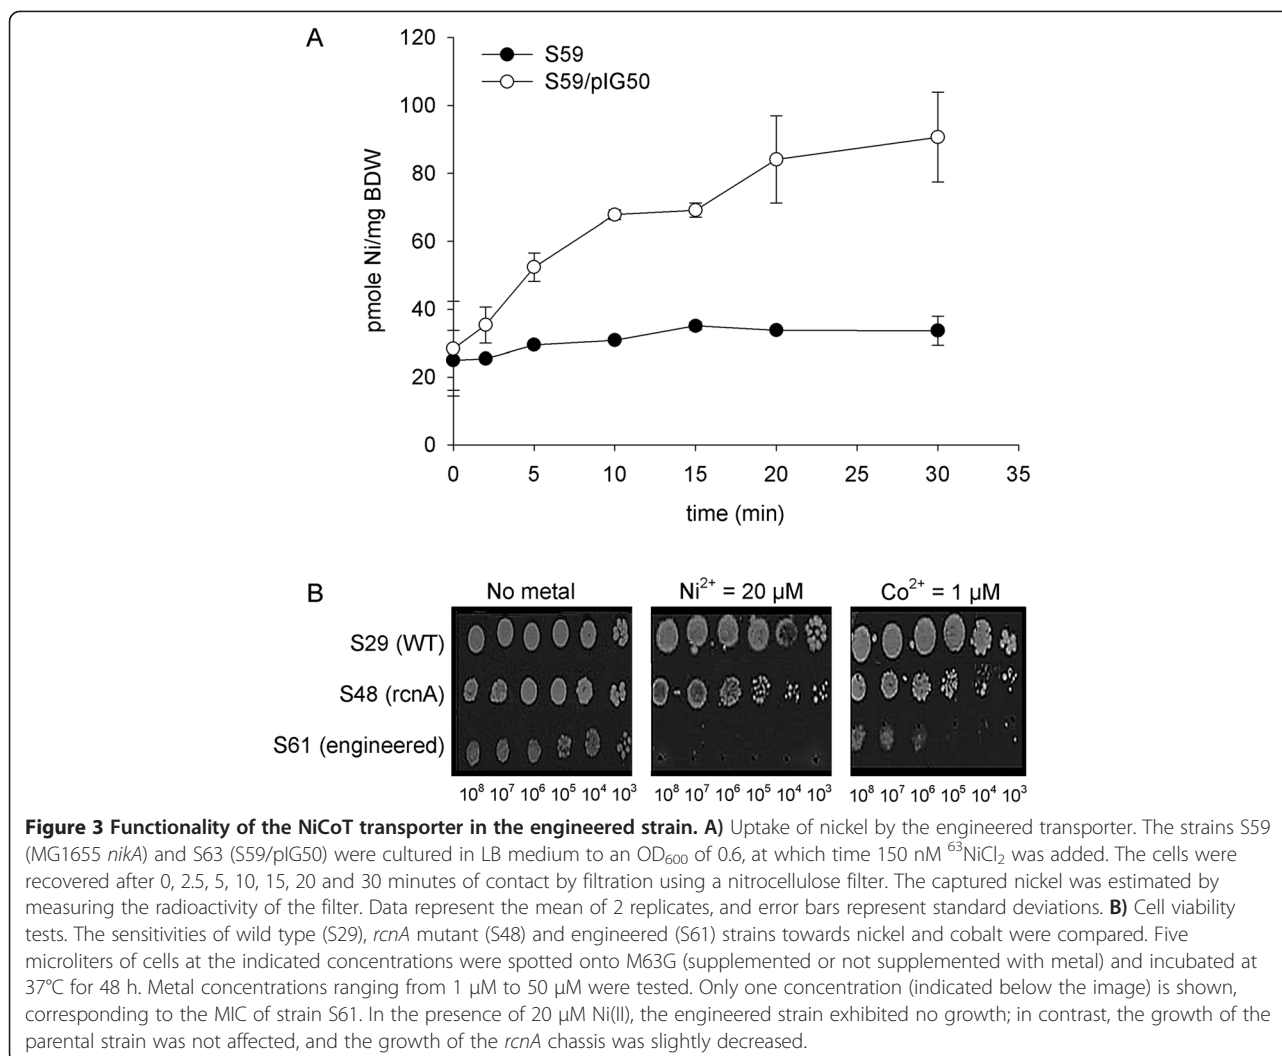 A
120
100
80
60
40
20
0
pmole Ni/mg BDW
S59
S59/pIG50
0 5 10 15 20 25 30 35
time (min)
B
No metal Ni²⁺ = 20 µM Co²⁺ = 1 µM
S29 (WT)
S48 (rcnA)
S61 (engineered)
10⁸ 10⁷ 10⁶ 10⁵ 10⁴ 10³ 10⁸ 10⁷ 10⁶ 10⁵ 10⁴ 10³ 10⁸ 10⁷ 10⁶ 10⁵ 10⁴ 10³
Figure 3 Functionality of the NiCoT transporter in the engineered strain. A) Uptake of nickel by the engineered transporter. The strains S59
(MG1655 nikA) and S63 (S59/pIG50) were cultured in LB medium to an OD₆₀₀ of 0.6, at which time 150 nM ⁶³NiCl₂ was added. The cells were
recovered after 0, 2.5, 5, 10, 15, 20 and 30 minutes of contact by filtration using a nitrocellulose filter. The captured nickel was estimated by
measuring the radioactivity of the filter. Data represent the mean of 2 replicates, and error bars represent standard deviations. B) Cell viability
tests. The sensitivities of wild type (S29), rcnA mutant (S48) and engineered (S61) strains towards nickel and cobalt were compared. Five
microliters of cells at the indicated concentrations were spotted onto M63G (supplemented or not supplemented with metal) and incubated at
37°C for 48 h. Metal concentrations ranging from 1 µM to 50 µM were tested. Only one concentration (indicated below the image) is shown,
corresponding to the MIC of strain S61. In the presence of 20 µM Ni(II), the engineered strain exhibited no growth; in contrast, the growth of the
parental strain was not affected, and the growth of the rcnA chassis was slightly decreased.